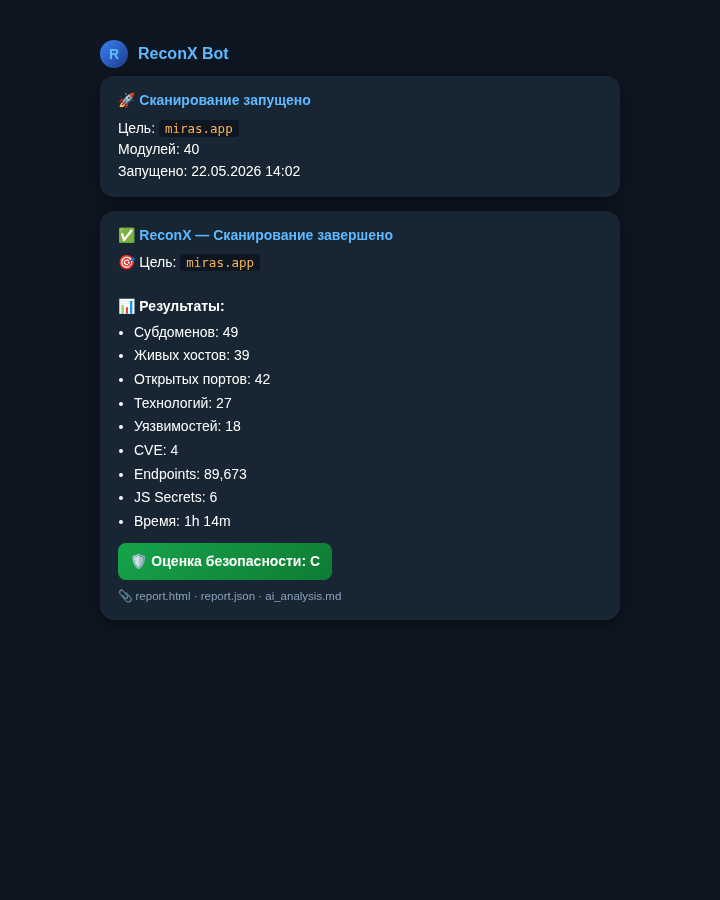 R ReconX Bot
🚀 Сканирование запущено
Цель: miras.app
Модулей: 40
Запущено: 22.05.2026 14:02
✅ ReconX — Сканирование завершено
🎯 Цель: miras.app
📊 Результаты:
• Субдоменов: 49
• Живых хостов: 39
• Открытых портов: 42
• Технологий: 27
• Уязвимостей: 18
• CVE: 4
• Endpoints: 89,673
• JS Secrets: 6
• Время: 1h 14m
🛡️ Оценка безопасности: C
📎 report.html · report.json · ai_analysis.md